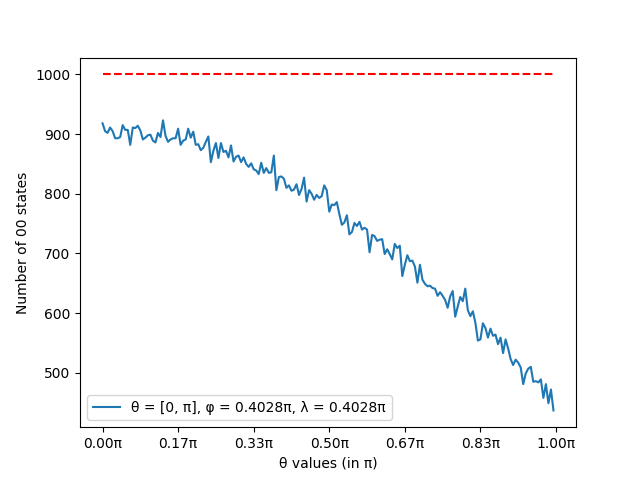 1000
900
800
700
600
500
Number of 00 states
θ = [0, π], φ = 0.4028π, λ = 0.4028π
0.00π 0.17π 0.33π 0.50π 0.67π 0.83π 1.00π
θ values (in π)